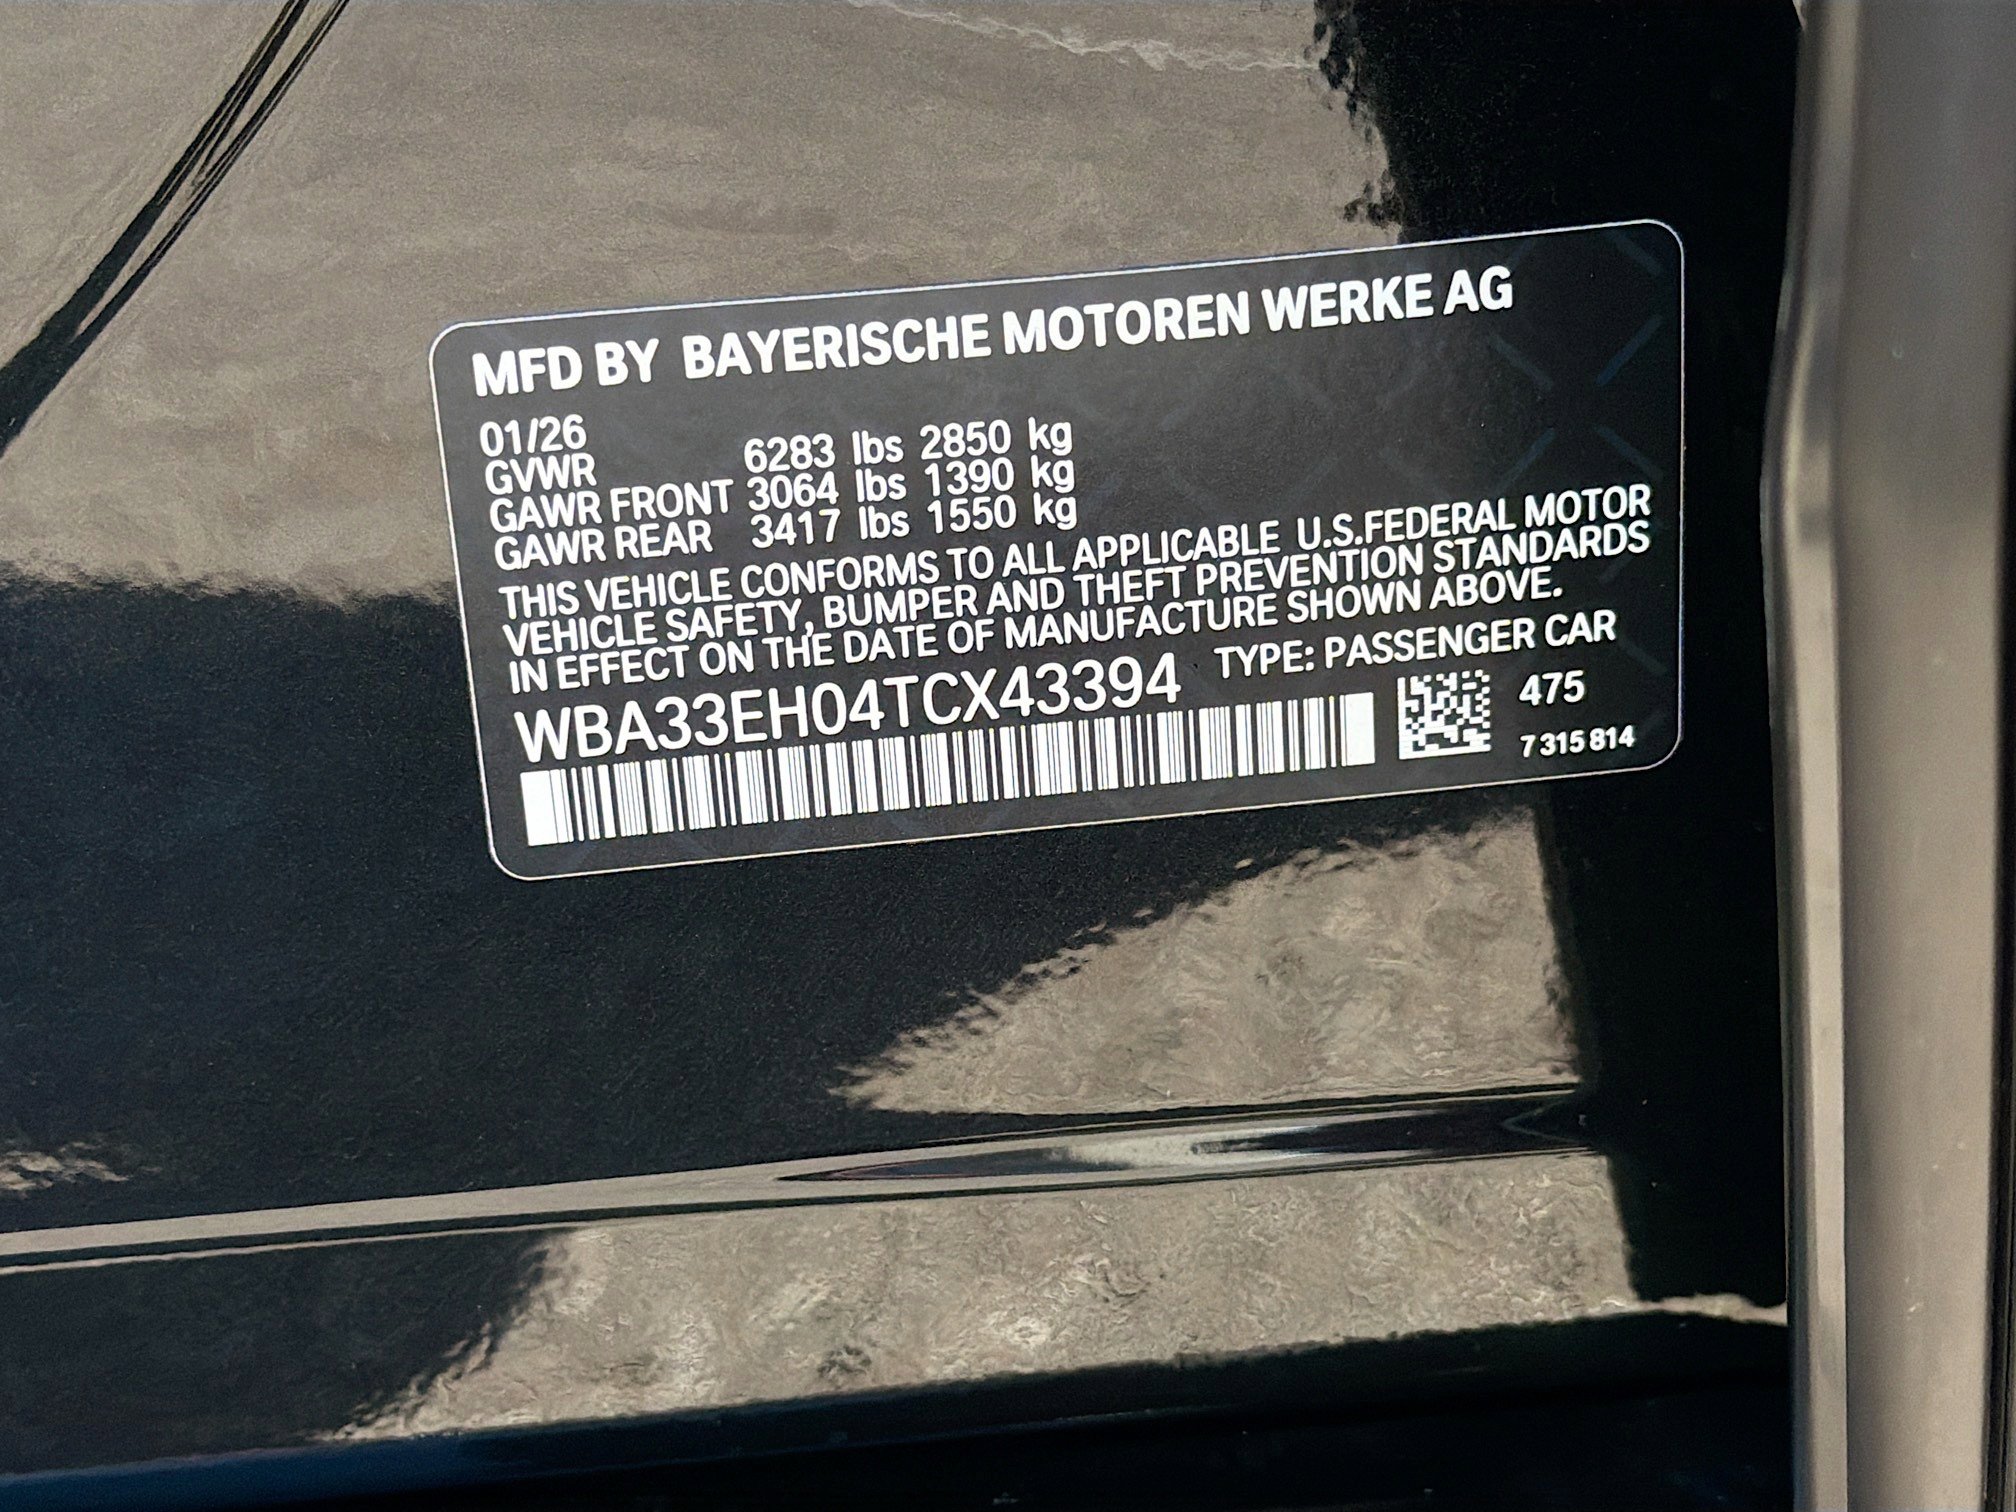 MFD BY BAYERISCHE MOTOREN WERKE AG
01/26
GVWR 6283 lbs 2850 kg
GAWR FRONT 3064 lbs 1390 kg
GAWR REAR 3417 lbs 1550 kg
THIS VEHICLE CONFORMS TO ALL APPLICABLE U.S.FEDERAL MOTOR
VEHICLE SAFETY, BUMPER AND THEFT PREVENTION STANDARDS
IN EFFECT ON THE DATE OF MANUFACTURE SHOWN ABOVE.
WBA33EH04TCX43394 TYPE: PASSENGER CAR
475
7 315 814